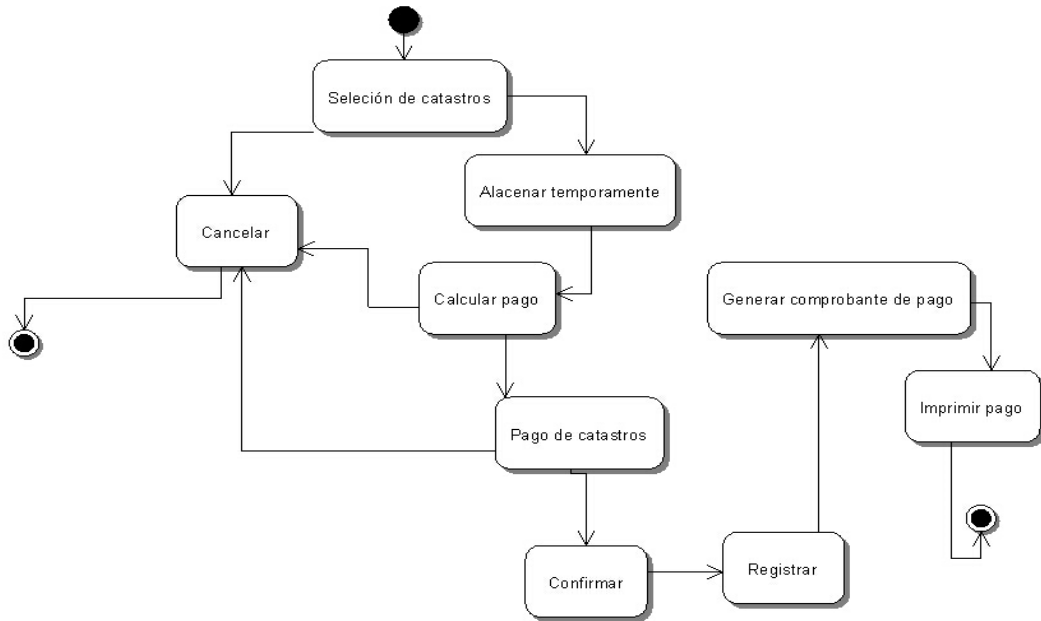 Seleción de catastros
Alacenar temporamente
Cancelar
Calcular pago
Generar comprobante de pago
Imprimir pago
Pago de catastros
Confirmar
Registrar